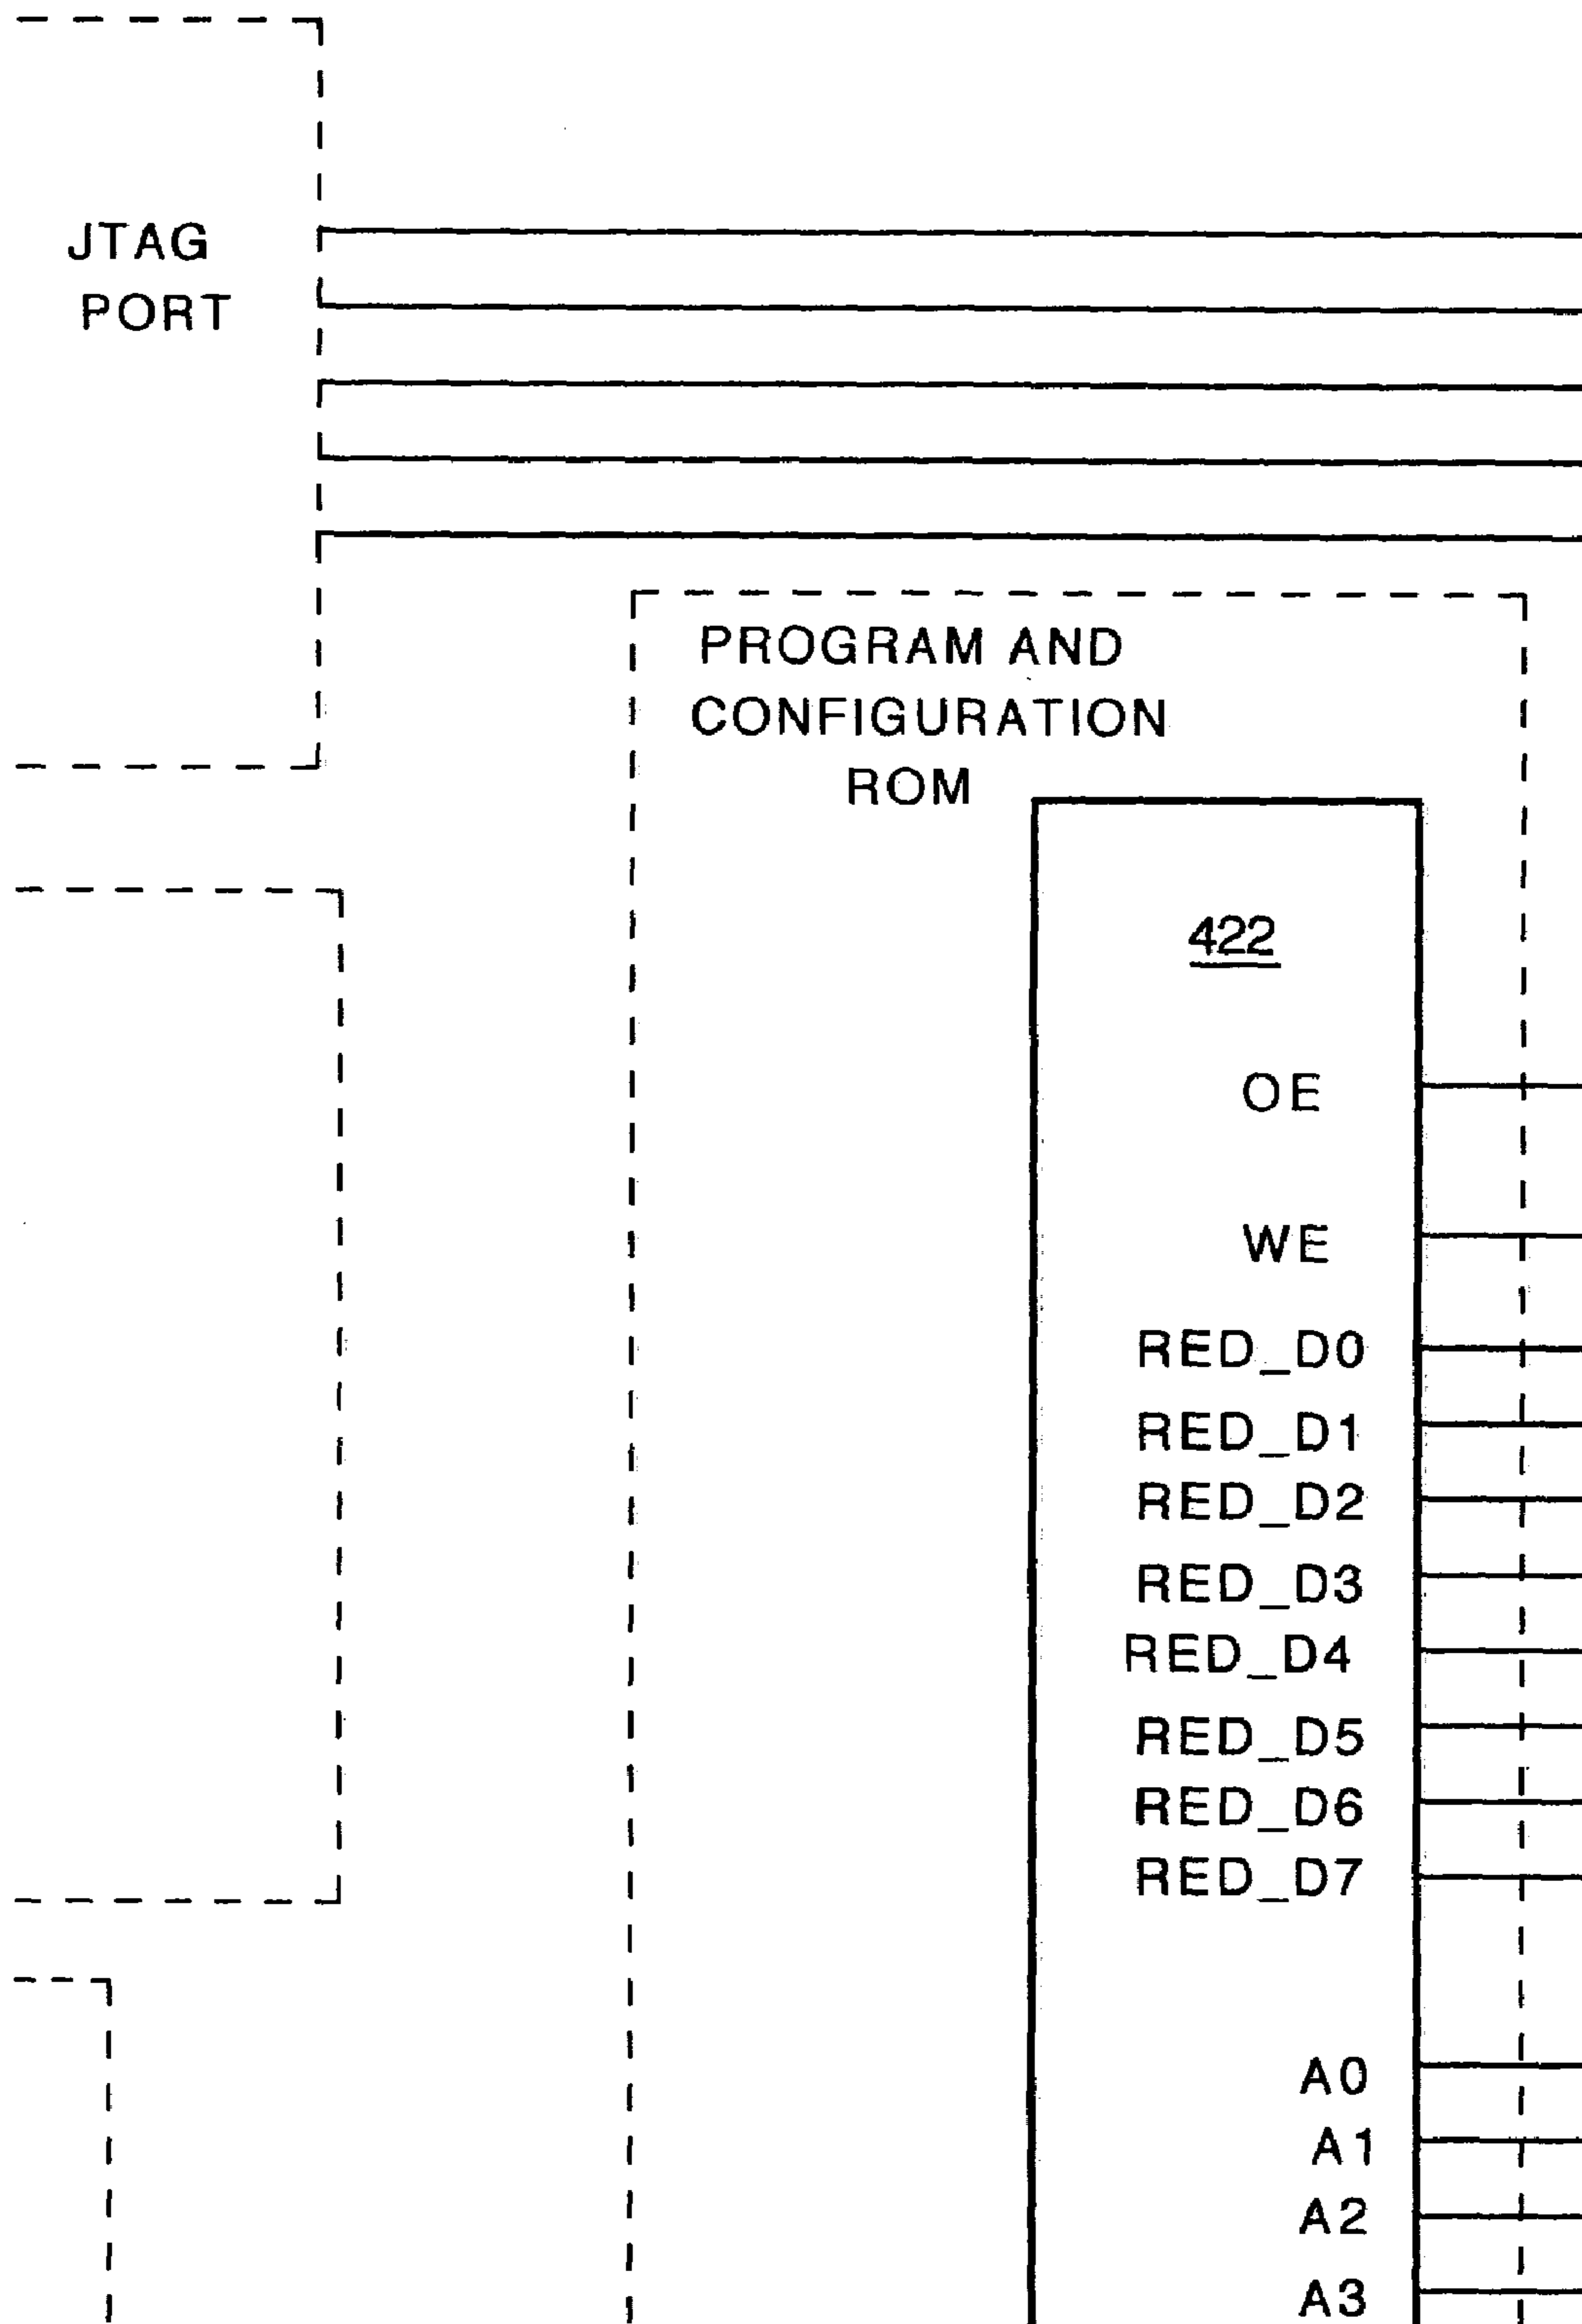 JTAG
PORT
PROGRAM AND
CONFIGURATION
ROM
422
OE
WE
RED_D0
RED_D1
RED_D2
RED_D3
RED_D4
RED_D5
RED_D6
RED_D7
A0
A1
A2
A3